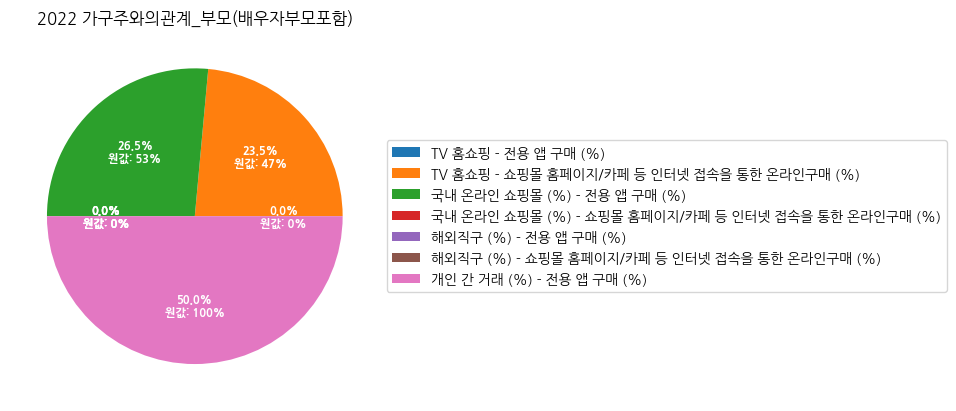 2022 가구주와의관계_부모(배우자부모포함)
26.5%
원값: 53%
23.5%
원값: 47%
0.0%
원값: 0%
0.0%
원값: 0%
50.0%
원값: 100%
TV 홈쇼핑 - 전용 앱 구매 (%)
TV 홈쇼핑 - 쇼핑몰 홈페이지/카페 등 인터넷 접속을 통한 온라인구매 (%)
국내 온라인 쇼핑몰 (%) - 전용 앱 구매 (%)
국내 온라인 쇼핑몰 (%) - 쇼핑몰 홈페이지/카페 등 인터넷 접속을 통한 온라인구매 (%)
해외직구 (%) - 전용 앱 구매 (%)
해외직구 (%) - 쇼핑몰 홈페이지/카페 등 인터넷 접속을 통한 온라인구매 (%)
개인 간 거래 (%) - 전용 앱 구매 (%)